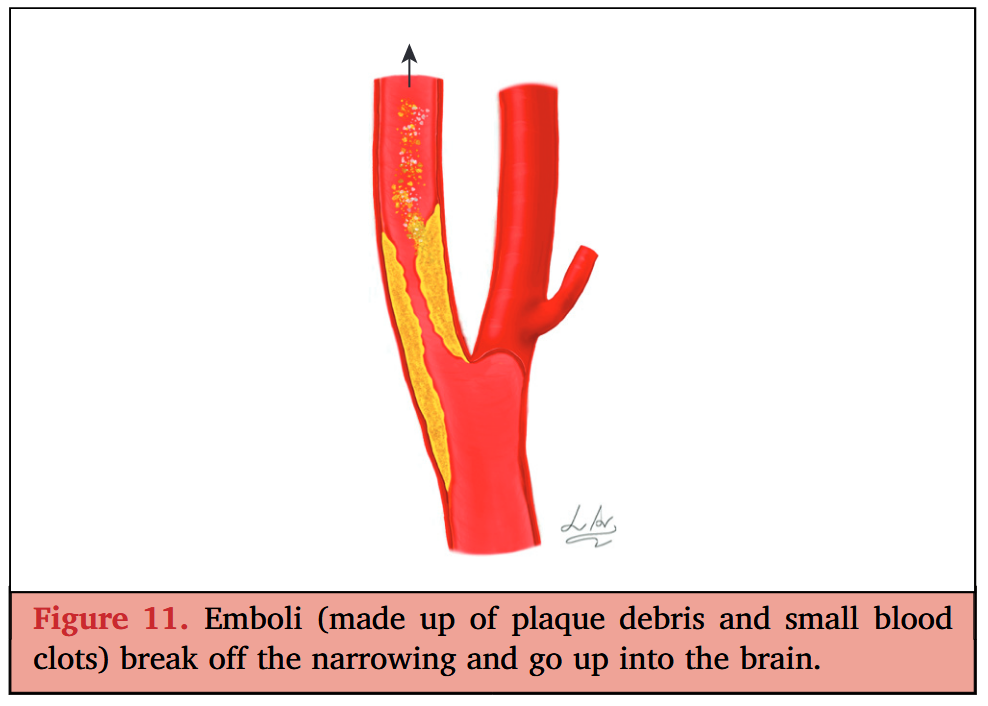 Figure 11. Emboli (made up of plaque debris and small blood
clots) break off the narrowing and go up into the brain.